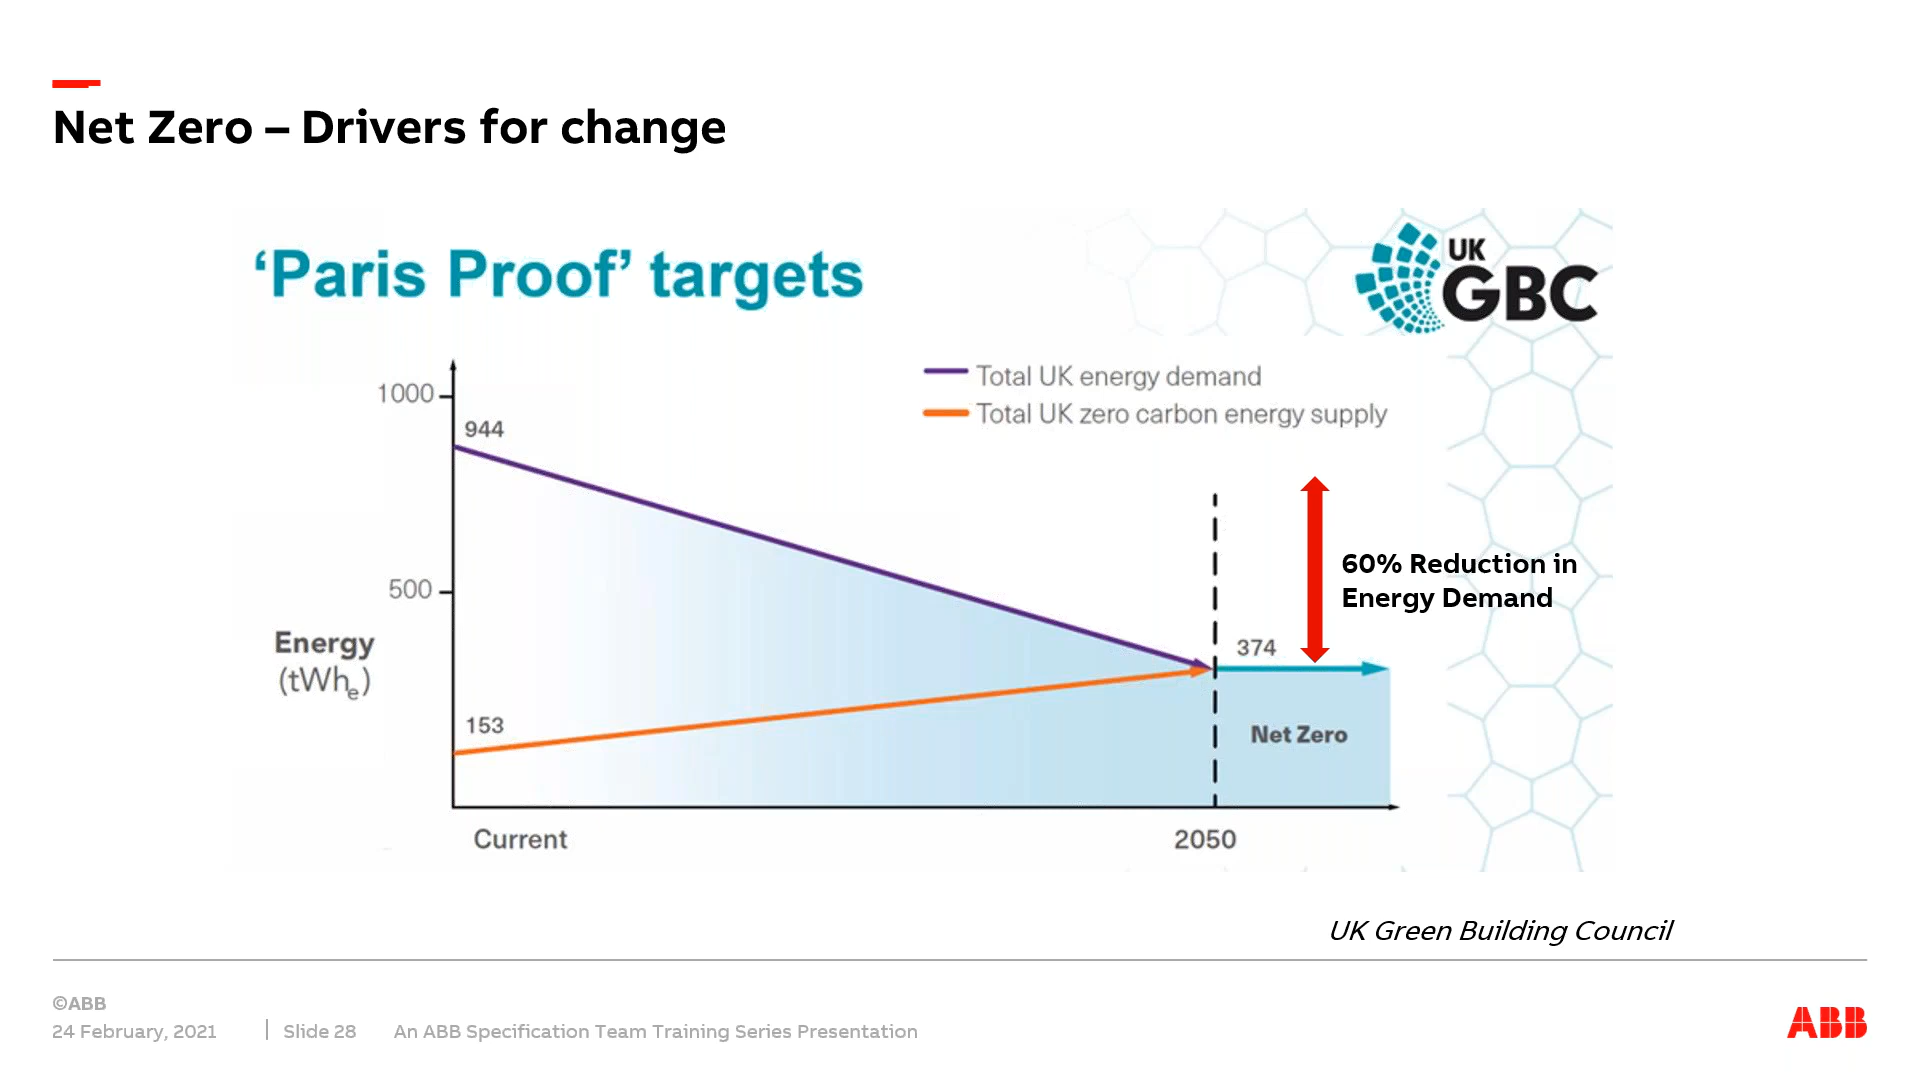 Net Zero – Drivers for change
‘Paris Proof’ targets
UK
GBC
Total UK energy demand
Total UK zero carbon energy supply
1000
944
500
60% Reduction in
Energy Demand
374
Energy
(tWhe)
153
Net Zero
Current
2050
UK Green Building Council
©ABB
24 February, 2021 | Slide 28 An ABB Specification Team Training Series Presentation
ABB